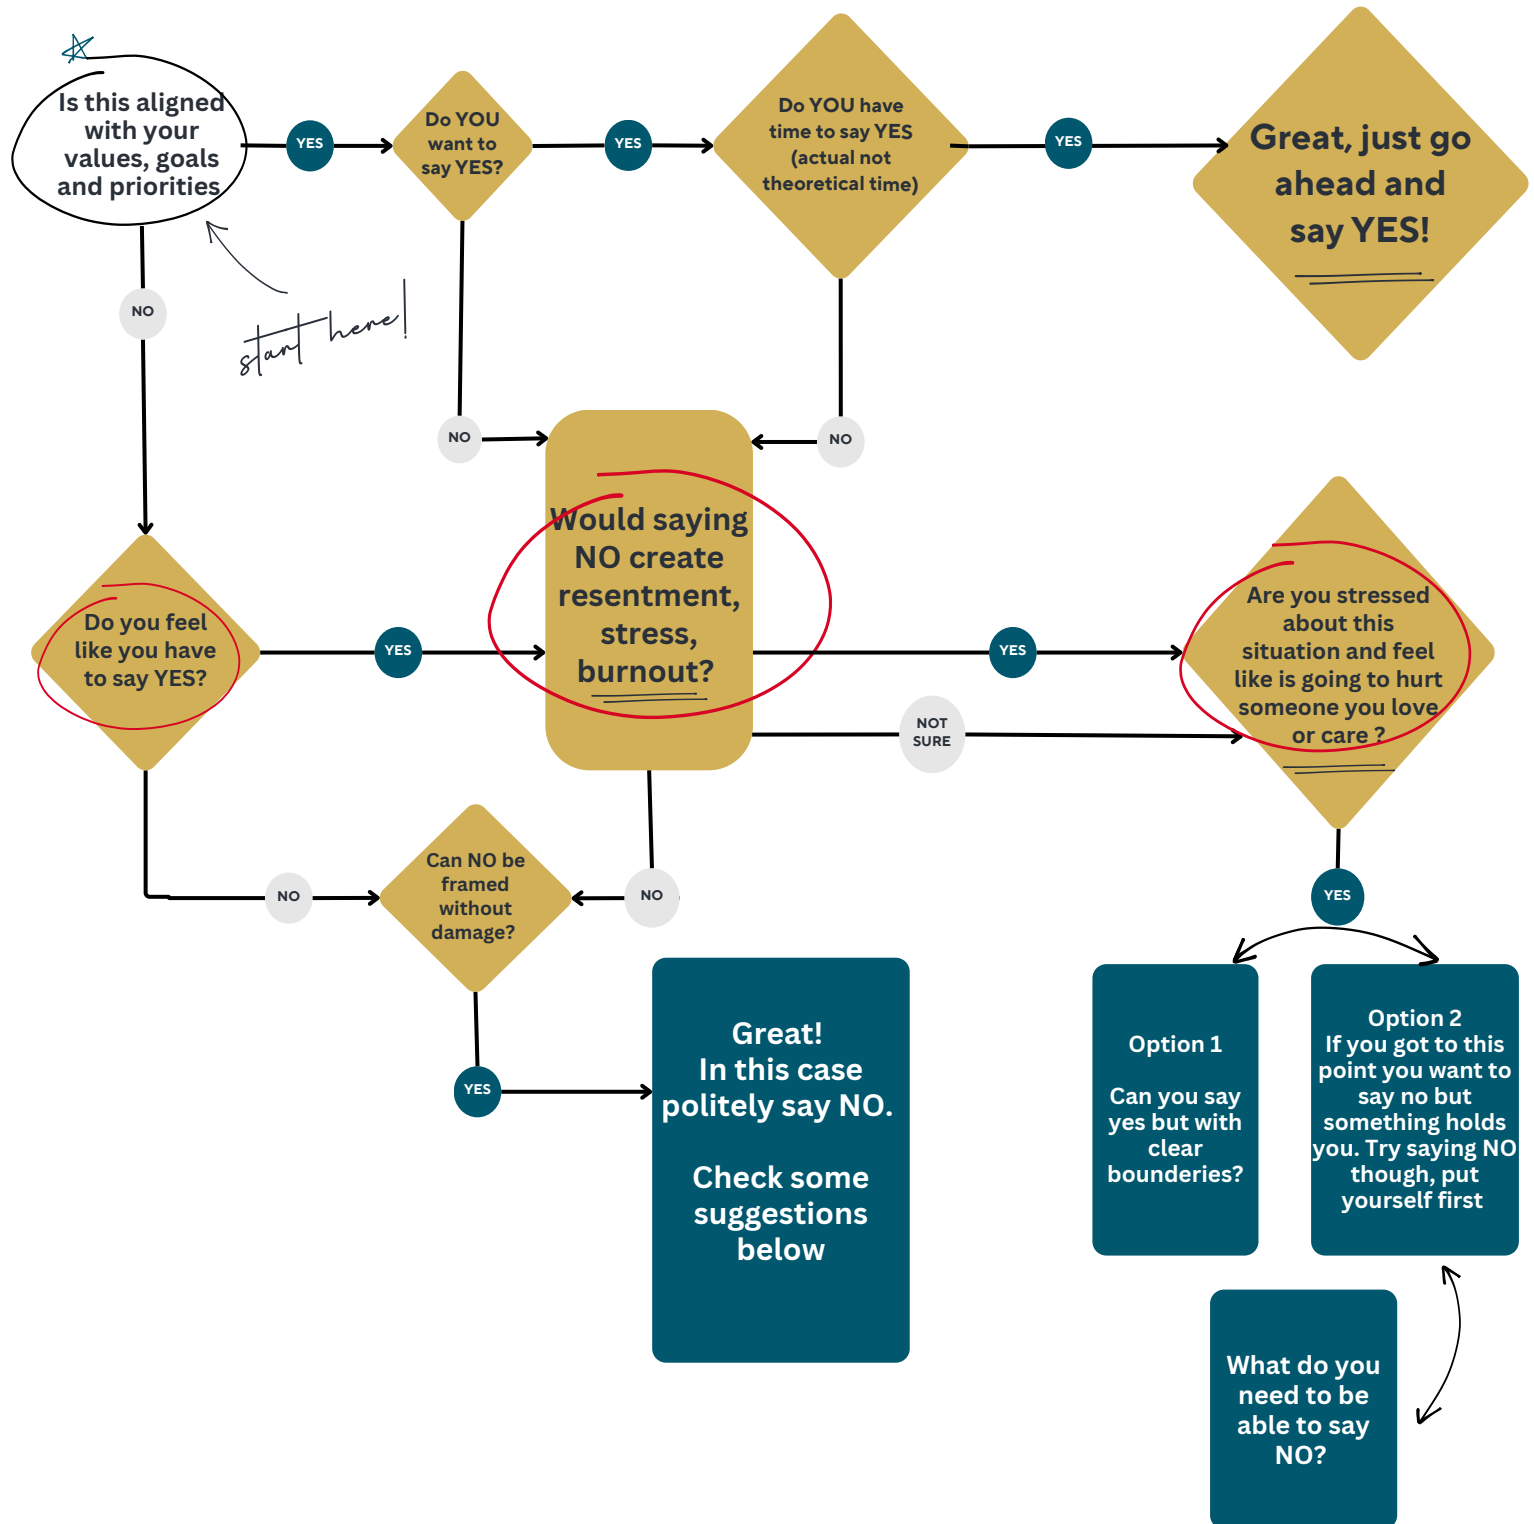 Is this aligned
with your
values, goals
and priorities
YES
Do YOU
want to
say YES?
YES
Do YOU have
time to say YES
(actual not
theoretical time)
YES
Great, just go
ahead and
say YES!
NO
start here!
NO
NO
Would saying
NO create
resentment,
stress,
burnout?
Do you feel
like you have
to say YES?
YES
YES
Are you stressed
about this
situation and feel
like is going to hurt
someone you love
or care ?
NOT
SURE
NO
Can NO be
framed
without
damage?
NO
YES
YES
Great!
In this case
politely say NO.
Check some
suggestions
below
Option 1
Can you say
yes but with
clear
bounderies?
Option 2
If you got to this
point you want to
say no but
something holds
you. Try saying NO
though, put
yourself first
What do you
need to be
able to say
NO?